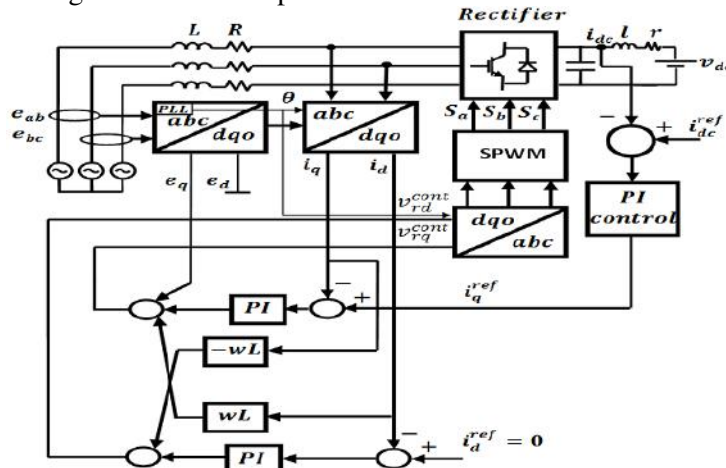 Rectifier
L R
i_dc l r
v_dc
θ
e_ab
e_bc
PLL
abc
dqo
abc
dqo
S_a S_b S_c
− +
i_dc^ref
SPWM
e_q e_d
i_q i_d
v_rd^cont
v_rq^cont
dqo
abc
PI
control
− +
PI
i_q^ref
−wL
wL
− +
PI
i_d^ref = 0